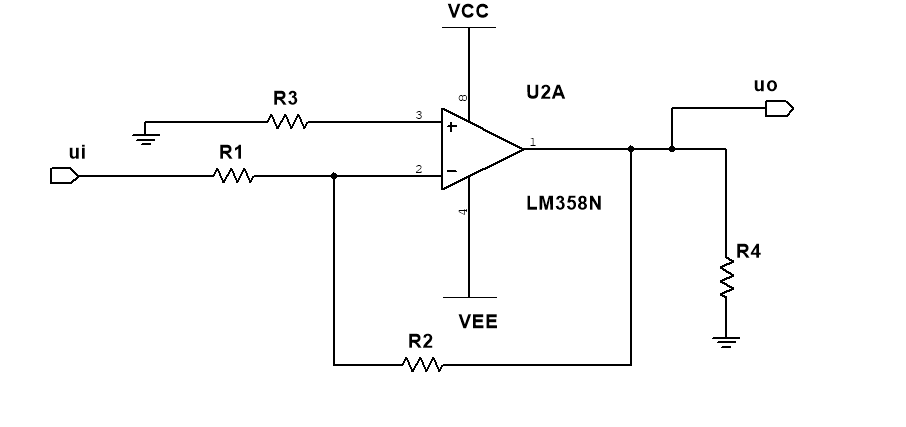 VCC
uo
R3
8
U2A
3
+
ui
R1
1
2
−
4
LM358N
R4
VEE
R2